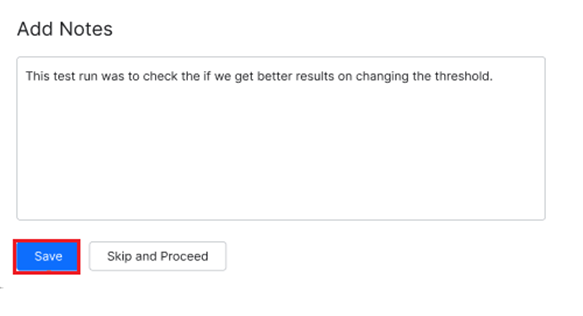 Add Notes
This test run was to check the if we get better results on changing the threshold.
Save
Skip and Proceed